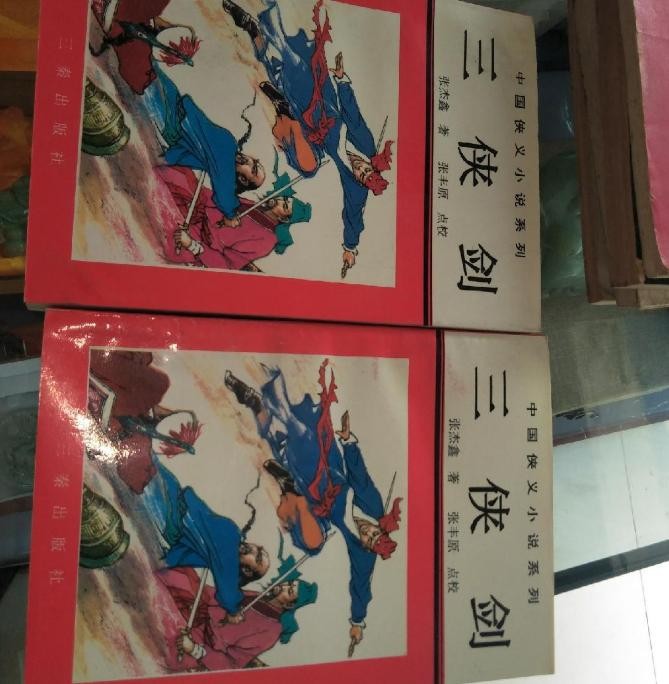 中国侠义小说系列
三侠剑
张杰鑫 著 张丰原 点校
三秦出版社
中国侠义小说系列
三侠剑
张杰鑫 著 张丰原 点校
三秦出版社